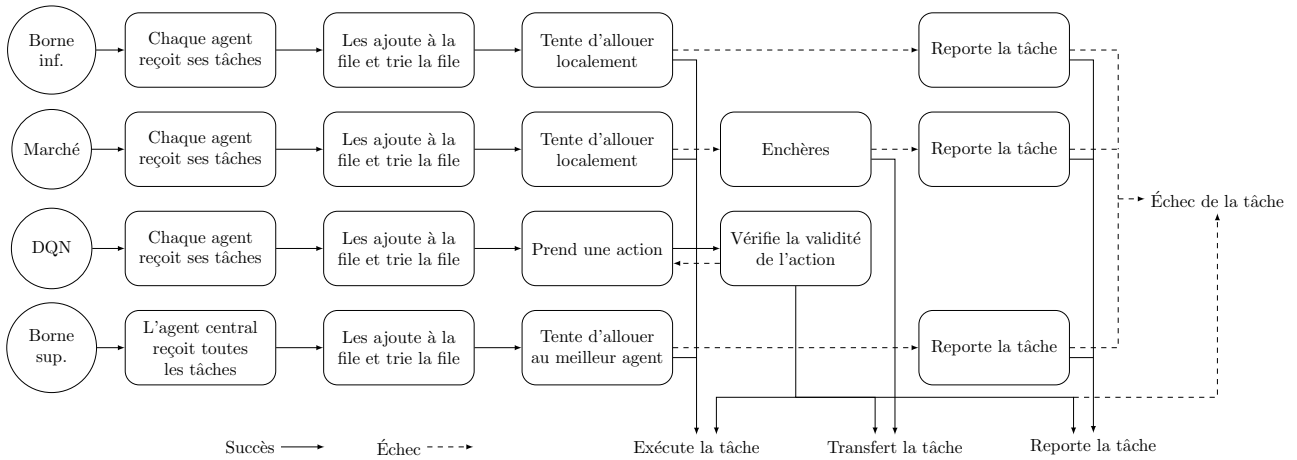 Borne
inf.
Chaque agent
reçoit ses tâches
Les ajoute à la
file et trie la file
Tente d'allouer
localement
Reporte la tâche
Marché
Chaque agent
reçoit ses tâches
Les ajoute à la
file et trie la file
Tente d'allouer
localement
Enchères
Reporte la tâche
Échec de la tâche
DQN
Chaque agent
reçoit ses tâches
Les ajoute à la
file et trie la file
Prend une action
Vérifie la validité
de l'action
Borne
sup.
L'agent central
reçoit toutes
les tâches
Les ajoute à la
file et trie la file
Tente d'allouer
au meilleur agent
Reporte la tâche
Succès
Échec
Exécute la tâche
Transfert la tâche
Reporte la tâche